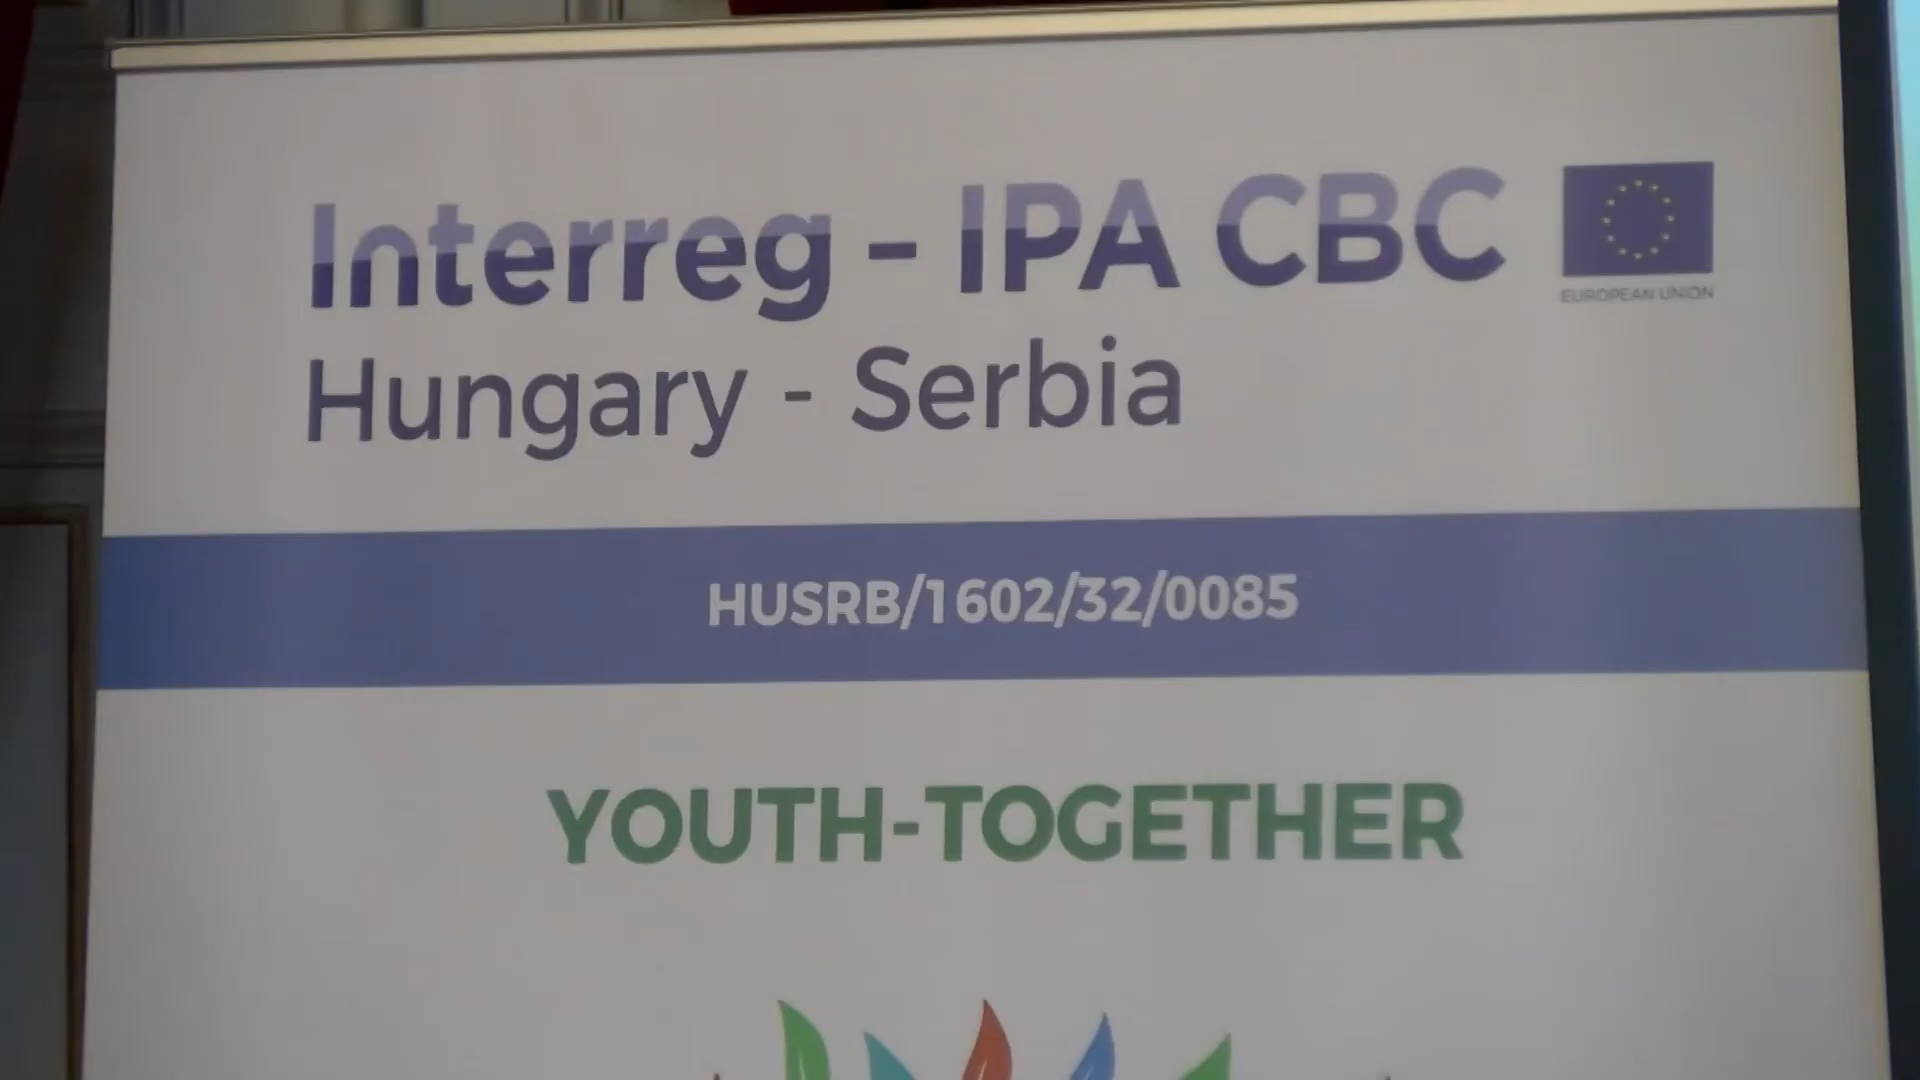 Interreg - IPA CBC
EUROPEAN UNION
Hungary - Serbia
HUSRB/1602/32/0085
YOUTH-TOGETHER